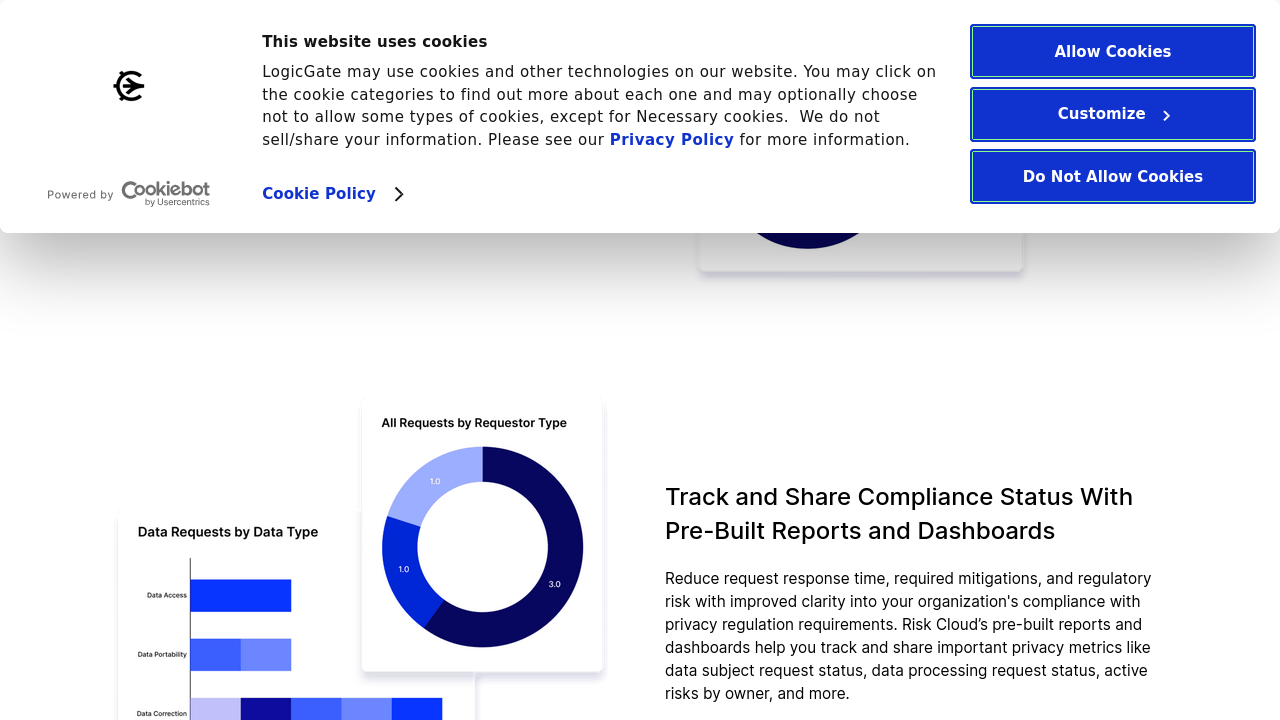 This website uses cookies
LogicGate may use cookies and other technologies on our website. You may click on
the cookie categories to find out more about each one and may optionally choose
not to allow some types of cookies, except for Necessary cookies.  We do not
sell/share your information. Please see our Privacy Policy for more information.
Cookie Policy
Powered by Cookiebot
by Usercentrics
Allow Cookies
Customize
Do Not Allow Cookies
All Requests by Requestor Type
1.0
1.0
3.0
Data Requests by Data Type
Data Access
Data Portability
Data Correction
Track and Share Compliance Status With
Pre-Built Reports and Dashboards
Reduce request response time, required mitigations, and regulatory
risk with improved clarity into your organization's compliance with
privacy regulation requirements. Risk Cloud’s pre-built reports and
dashboards help you track and share important privacy metrics like
data subject request status, data processing request status, active
risks by owner, and more.